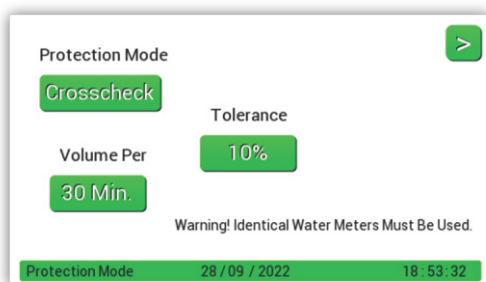 >
Protection Mode
Crosscheck
Tolerance
10%
Volume Per
30 Min.
Warning! Identical Water Meters Must Be Used.
Protection Mode 28 / 09 / 2022 18 : 53 : 32